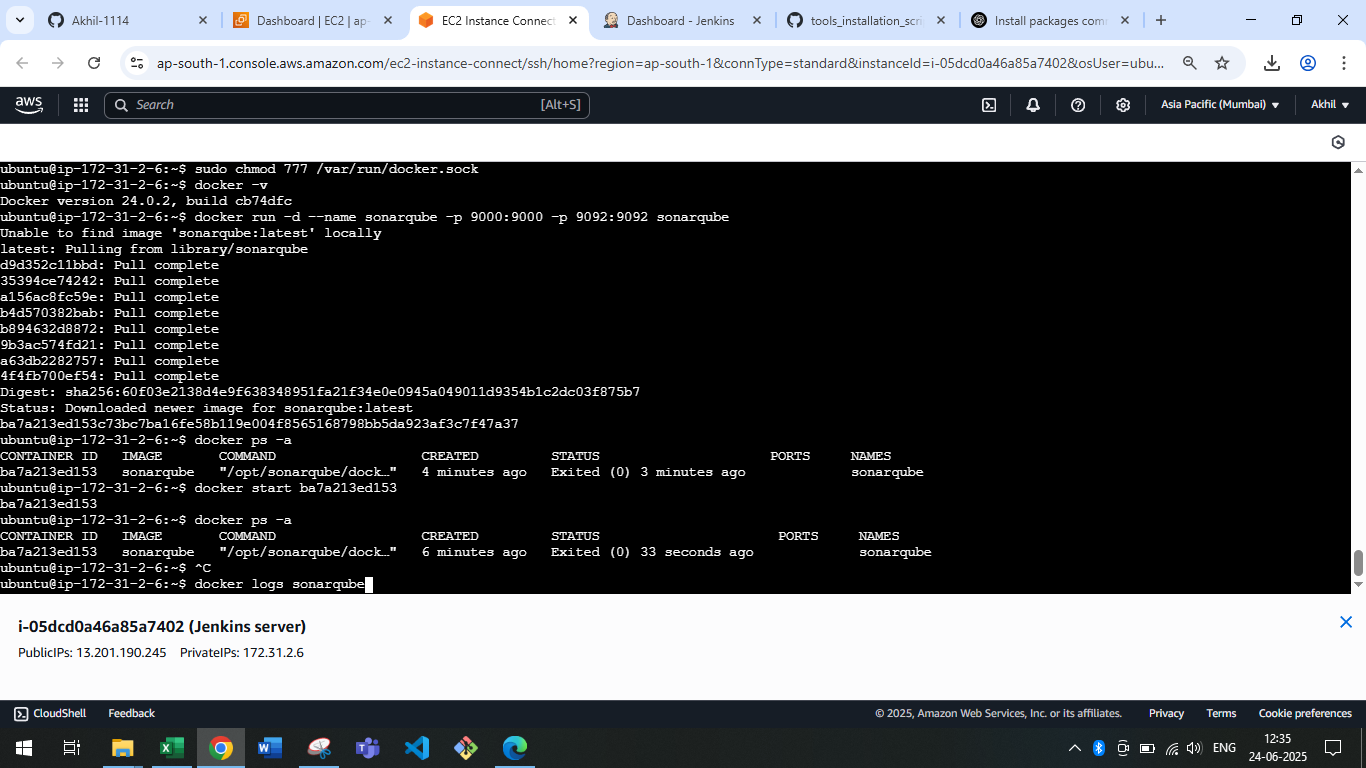 Akhil-1114
Dashboard | EC2 | ap-
EC2 Instance Connect
Dashboard - Jenkins
tools_installation_scri
Install packages com
ap-south-1.console.aws.amazon.com/ec2-instance-connect/ssh/home?region=ap-south-1&connType=standard&instanceId=i-05dcd0a46a85a7402&osUser=ubu...
aws
Search
[Alt+S]
Asia Pacific (Mumbai)
Akhil
ubuntu@ip-172-31-2-6:~$ sudo chmod 777 /var/run/docker.sock
ubuntu@ip-172-31-2-6:~$ docker -v
Docker version 24.0.2, build cb74dfc
ubuntu@ip-172-31-2-6:~$ docker run -d --name sonarqube -p 9000:9000 -p 9092:9092 sonarqube
Unable to find image 'sonarqube:latest' locally
latest: Pulling from library/sonarqube
d9d352c11bbd: Pull complete
35394ce74242: Pull complete
a156ac8fc59e: Pull complete
b4d570382bab: Pull complete
b894632d8872: Pull complete
9b3ac574fd21: Pull complete
a63db2282757: Pull complete
4f4fb700ef54: Pull complete
Digest: sha256:60f03e2138d4e9f638348951fa21f34e0e0945a049011d9354b1c2dc03f875b7
Status: Downloaded newer image for sonarqube:latest
ba7a213ed153c73bc7ba16fe58b119e004f8565168798bb5da923af3c7f47a37
ubuntu@ip-172-31-2-6:~$ docker ps -a
CONTAINER ID   IMAGE       COMMAND                  CREATED         STATUS                     PORTS     NAMES
ba7a213ed153   sonarqube   "/opt/sonarqube/dock…"   4 minutes ago   Exited (0) 3 minutes ago             sonarqube
ubuntu@ip-172-31-2-6:~$ docker start ba7a213ed153
ba7a213ed153
ubuntu@ip-172-31-2-6:~$ docker ps -a
CONTAINER ID   IMAGE       COMMAND                  CREATED         STATUS                      PORTS     NAMES
ba7a213ed153   sonarqube   "/opt/sonarqube/dock…"   6 minutes ago   Exited (0) 33 seconds ago             sonarqube
ubuntu@ip-172-31-2-6:~$ ^C
ubuntu@ip-172-31-2-6:~$ docker logs sonarqube
i-05dcd0a46a85a7402 (Jenkins server)
PublicIPs: 13.201.190.245 PrivateIPs: 172.31.2.6
CloudShell
Feedback
© 2025, Amazon Web Services, Inc. or its affiliates.
Privacy
Terms
Cookie preferences
ENG
12:35
24-06-2025